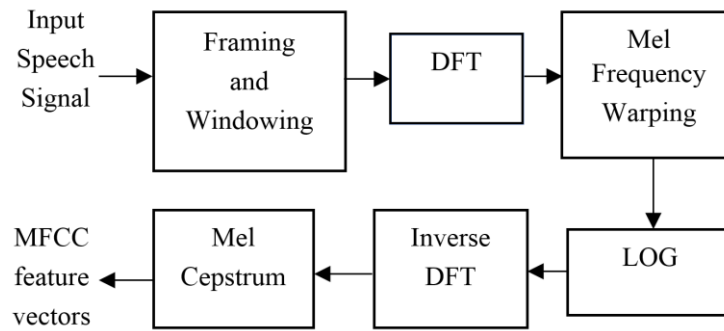 Input
Speech
Signal
Framing
and
Windowing
DFT
Mel
Frequency
Warping
LOG
Inverse
DFT
Mel
Cepstrum
MFCC
feature
vectors